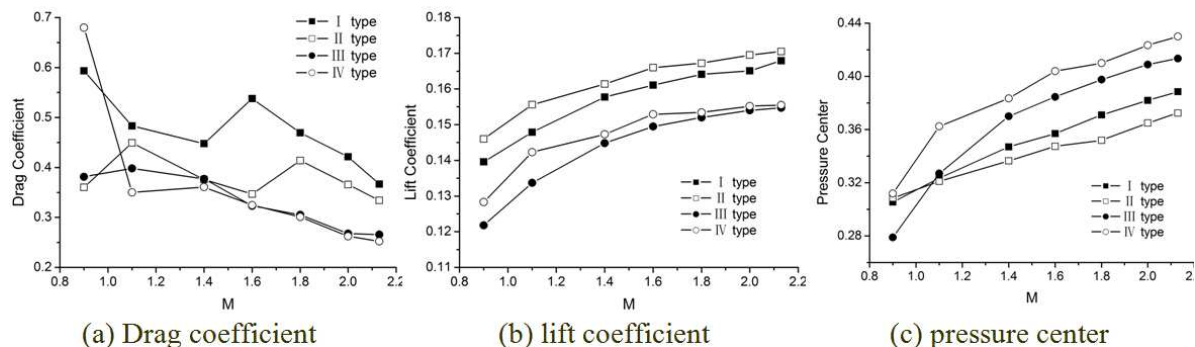 Drag Coefficient
0.7
0.6
0.5
0.4
0.3
0.2
0.8 1.0 1.2 1.4 1.6 1.8 2.0 2.2
M
I type
II type
III type
IV type
(a) Drag coefficient
Lift Coefficient
0.18
0.17
0.16
0.15
0.14
0.13
0.12
0.11
0.8 1.0 1.2 1.4 1.6 1.8 2.0 2.2
M
I type
II type
III type
IV type
(b) lift coefficient
Pressure Center
0.44
0.40
0.36
0.32
0.28
0.8 1.0 1.2 1.4 1.6 1.8 2.0 2.2
M
I type
II type
III type
IV type
(c) pressure center